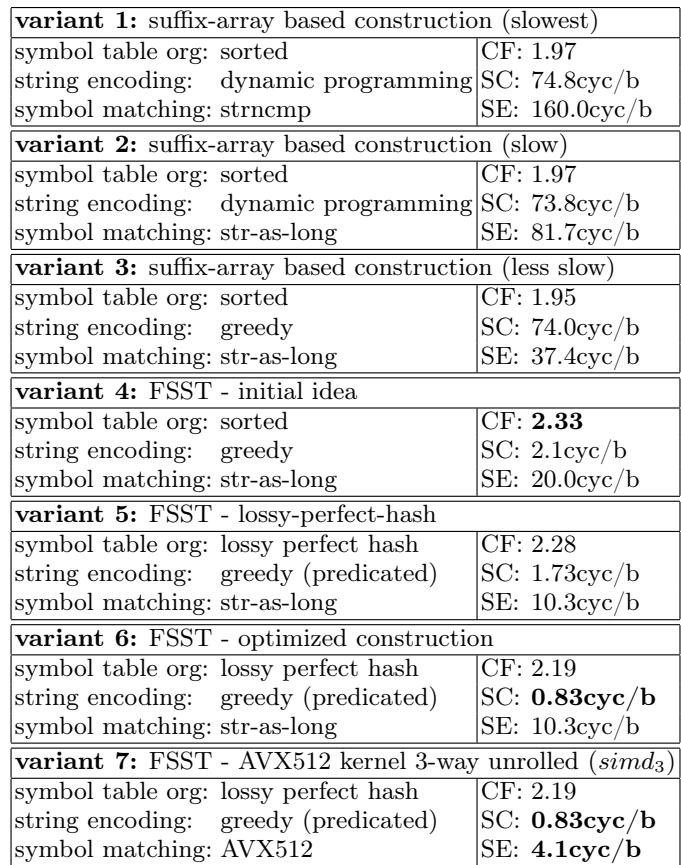 variant 1: suffix-array based construction (slowest)
symbol table org: sorted CF: 1.97
string encoding: dynamic programming SC: 74.8cyc/b
symbol matching: strncmp SE: 160.0cyc/b
variant 2: suffix-array based construction (slow)
symbol table org: sorted CF: 1.97
string encoding: dynamic programming SC: 73.8cyc/b
symbol matching: str-as-long SE: 81.7cyc/b
variant 3: suffix-array based construction (less slow)
symbol table org: sorted CF: 1.95
string encoding: greedy SC: 74.0cyc/b
symbol matching: str-as-long SE: 37.4cyc/b
variant 4: FSST - initial idea
symbol table org: sorted CF: 2.33
string encoding: greedy SC: 2.1cyc/b
symbol matching: str-as-long SE: 20.0cyc/b
variant 5: FSST - lossy-perfect-hash
symbol table org: lossy perfect hash CF: 2.28
string encoding: greedy (predicated) SC: 1.73cyc/b
symbol matching: str-as-long SE: 10.3cyc/b
variant 6: FSST - optimized construction
symbol table org: lossy perfect hash CF: 2.19
string encoding: greedy (predicated) SC: 0.83cyc/b
symbol matching: str-as-long SE: 10.3cyc/b
variant 7: FSST - AVX512 kernel 3-way unrolled (simd₃)
symbol table org: lossy perfect hash CF: 2.19
string encoding: greedy (predicated) SC: 0.83cyc/b
symbol matching: AVX512 SE: 4.1cyc/b